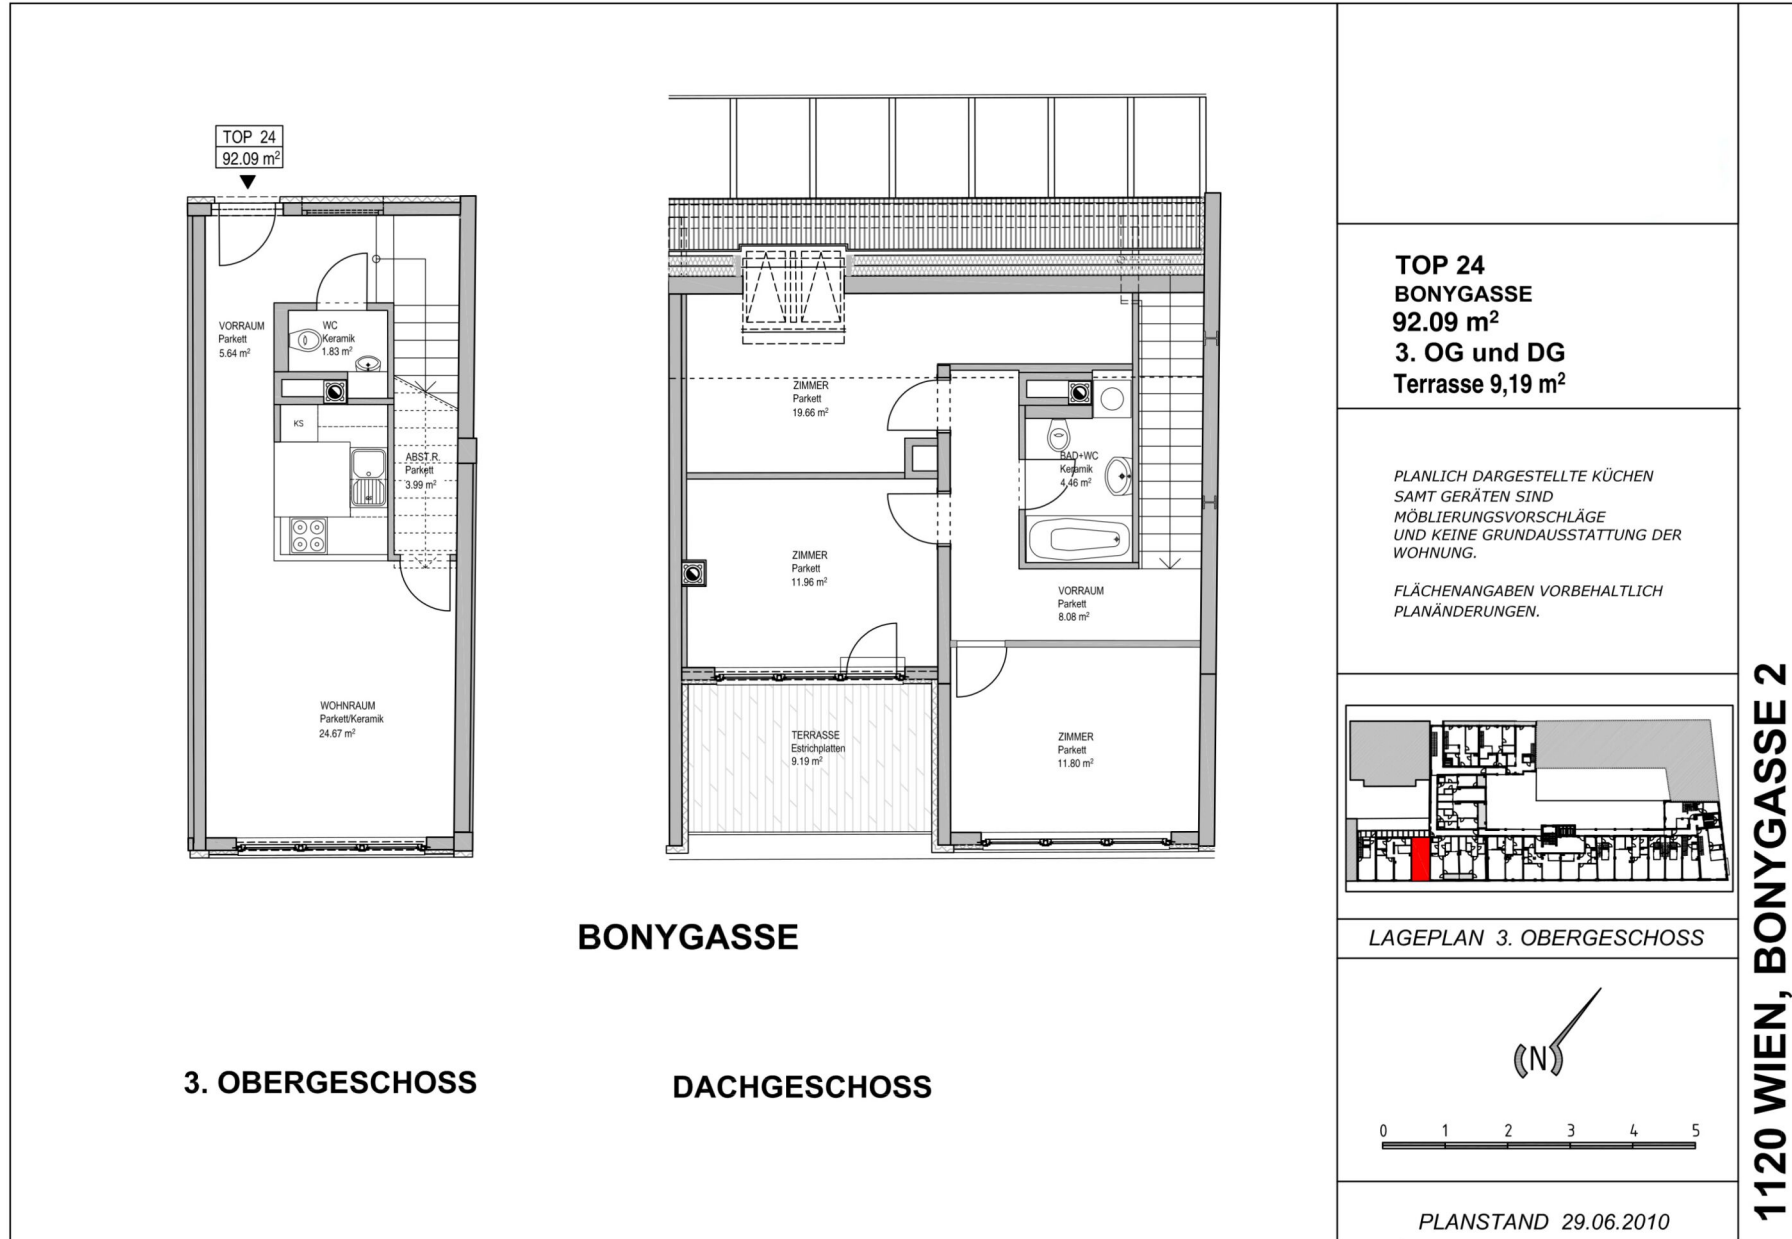 TOP 24
92.09 m²
VORRAUM
Parkett
5.64 m²
WC
Keramik
1.83 m²
KS
ABST.R.
Parkett
3.99 m²
WOHNRAUM
Parkett/Keramik
24.67 m²
ZIMMER
Parkett
19.66 m²
BAD+WC
Keramik
4.46 m²
ZIMMER
Parkett
11.96 m²
VORRAUM
Parkett
8.08 m²
TERRASSE
Estrichplatten
9.19 m²
ZIMMER
Parkett
11.80 m²
BONYGASSE
3. OBERGESCHOSS
DACHGESCHOSS
TOP 24
BONYGASSE
92.09 m²
3. OG und DG
Terrasse 9,19 m²
PLANLICH DARGESTELLTE KÜCHEN
SAMT GERÄTEN SIND
MÖBLIERUNGSVORSCHLÄGE
UND KEINE GRUNDAUSSTATTUNG DER
WOHNUNG.
FLÄCHENANGABEN VORBEHALTLICH
PLANÄNDERUNGEN.
LAGEPLAN 3. OBERGESCHOSS
(N)
0 1 2 3 4 5
PLANSTAND 29.06.2010
1120 WIEN, BONYGASSE 2